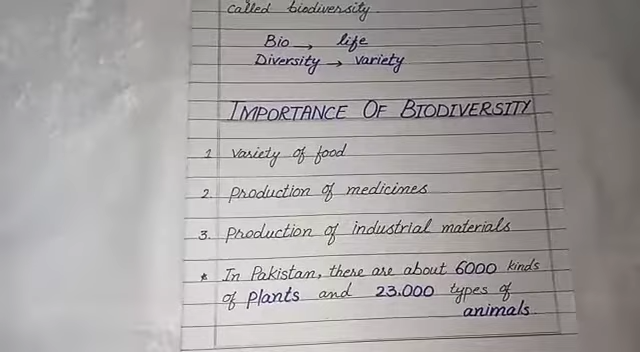 called biodiversity
Bio → life
Diversity → variety
IMPORTANCE OF BIODIVERSITY
1 variety of food
2. production of medicines
3. production of industrial materials
* In Pakistan, there are about 6000 kinds
of plants and 23.000 types of
animals